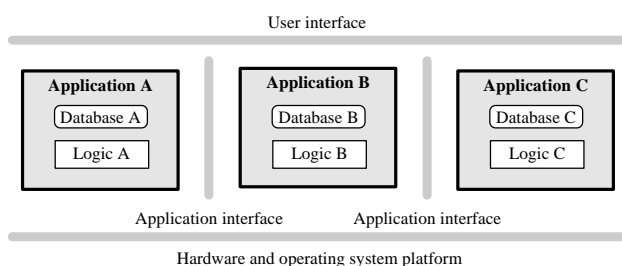 User interface
Application A
Database A
Logic A
Application B
Database B
Logic B
Application C
Database C
Logic C
Application interface
Application interface
Hardware and operating system platform